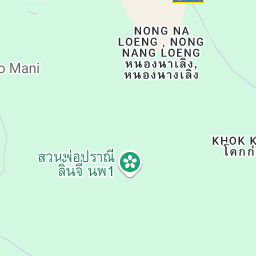 NONG NA
LOENG , NONG
NANG LOENG
หนองนาเลิง,
หนองนางเลิง
o Mani
KHOK K
โคกก่
สวนพ่อปราณี
ลินจี่ นพ1